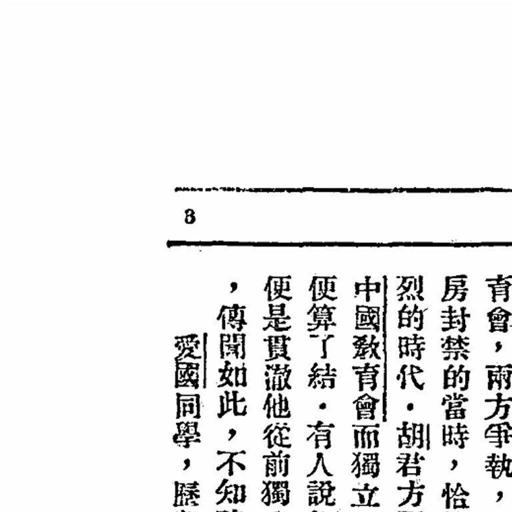 3
育會，兩方爭執，
房封禁的當時，恰
烈的時代．胡君方
中國教育會而獨立
便算了結．有人說
便是貫澈他從前獨
，傳聞如此，不知
愛國同學，歷